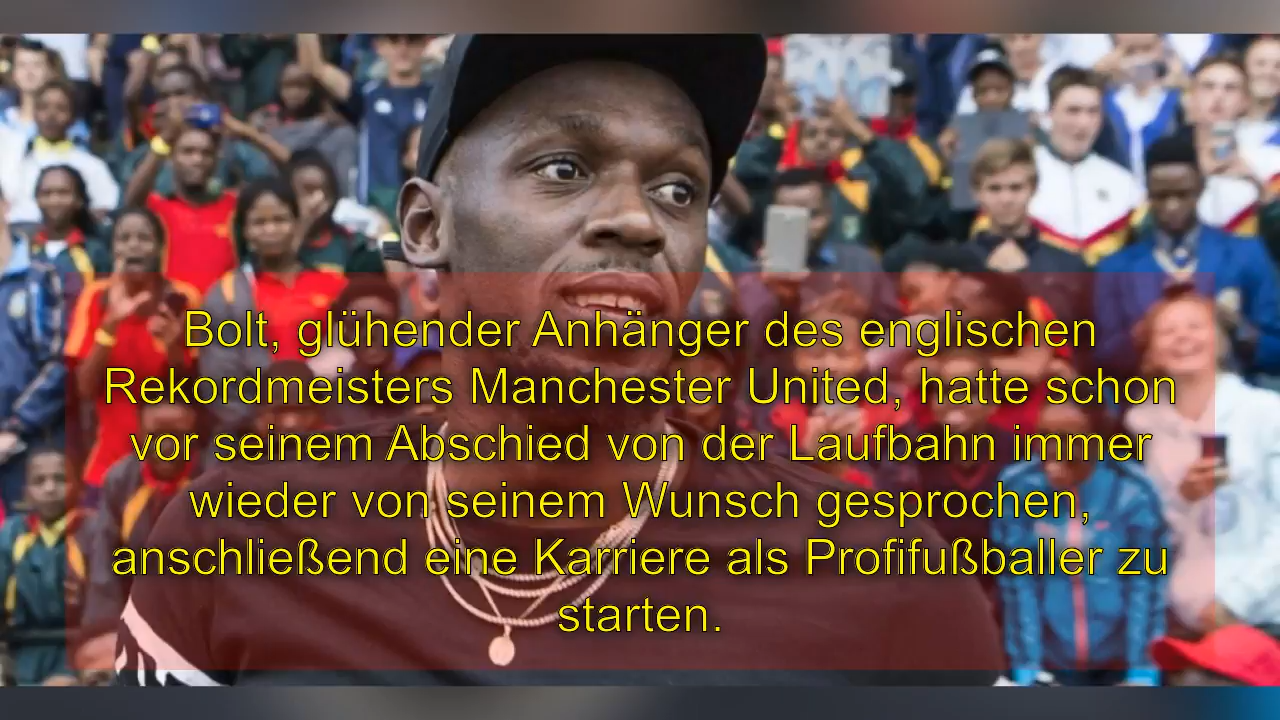 Bolt, glühender Anhänger des englischen
Rekordmeisters Manchester United, hatte schon
vor seinem Abschied von der Laufbahn immer
wieder von seinem Wunsch gesprochen,
anschließend eine Karriere als Profifußballer zu
starten.